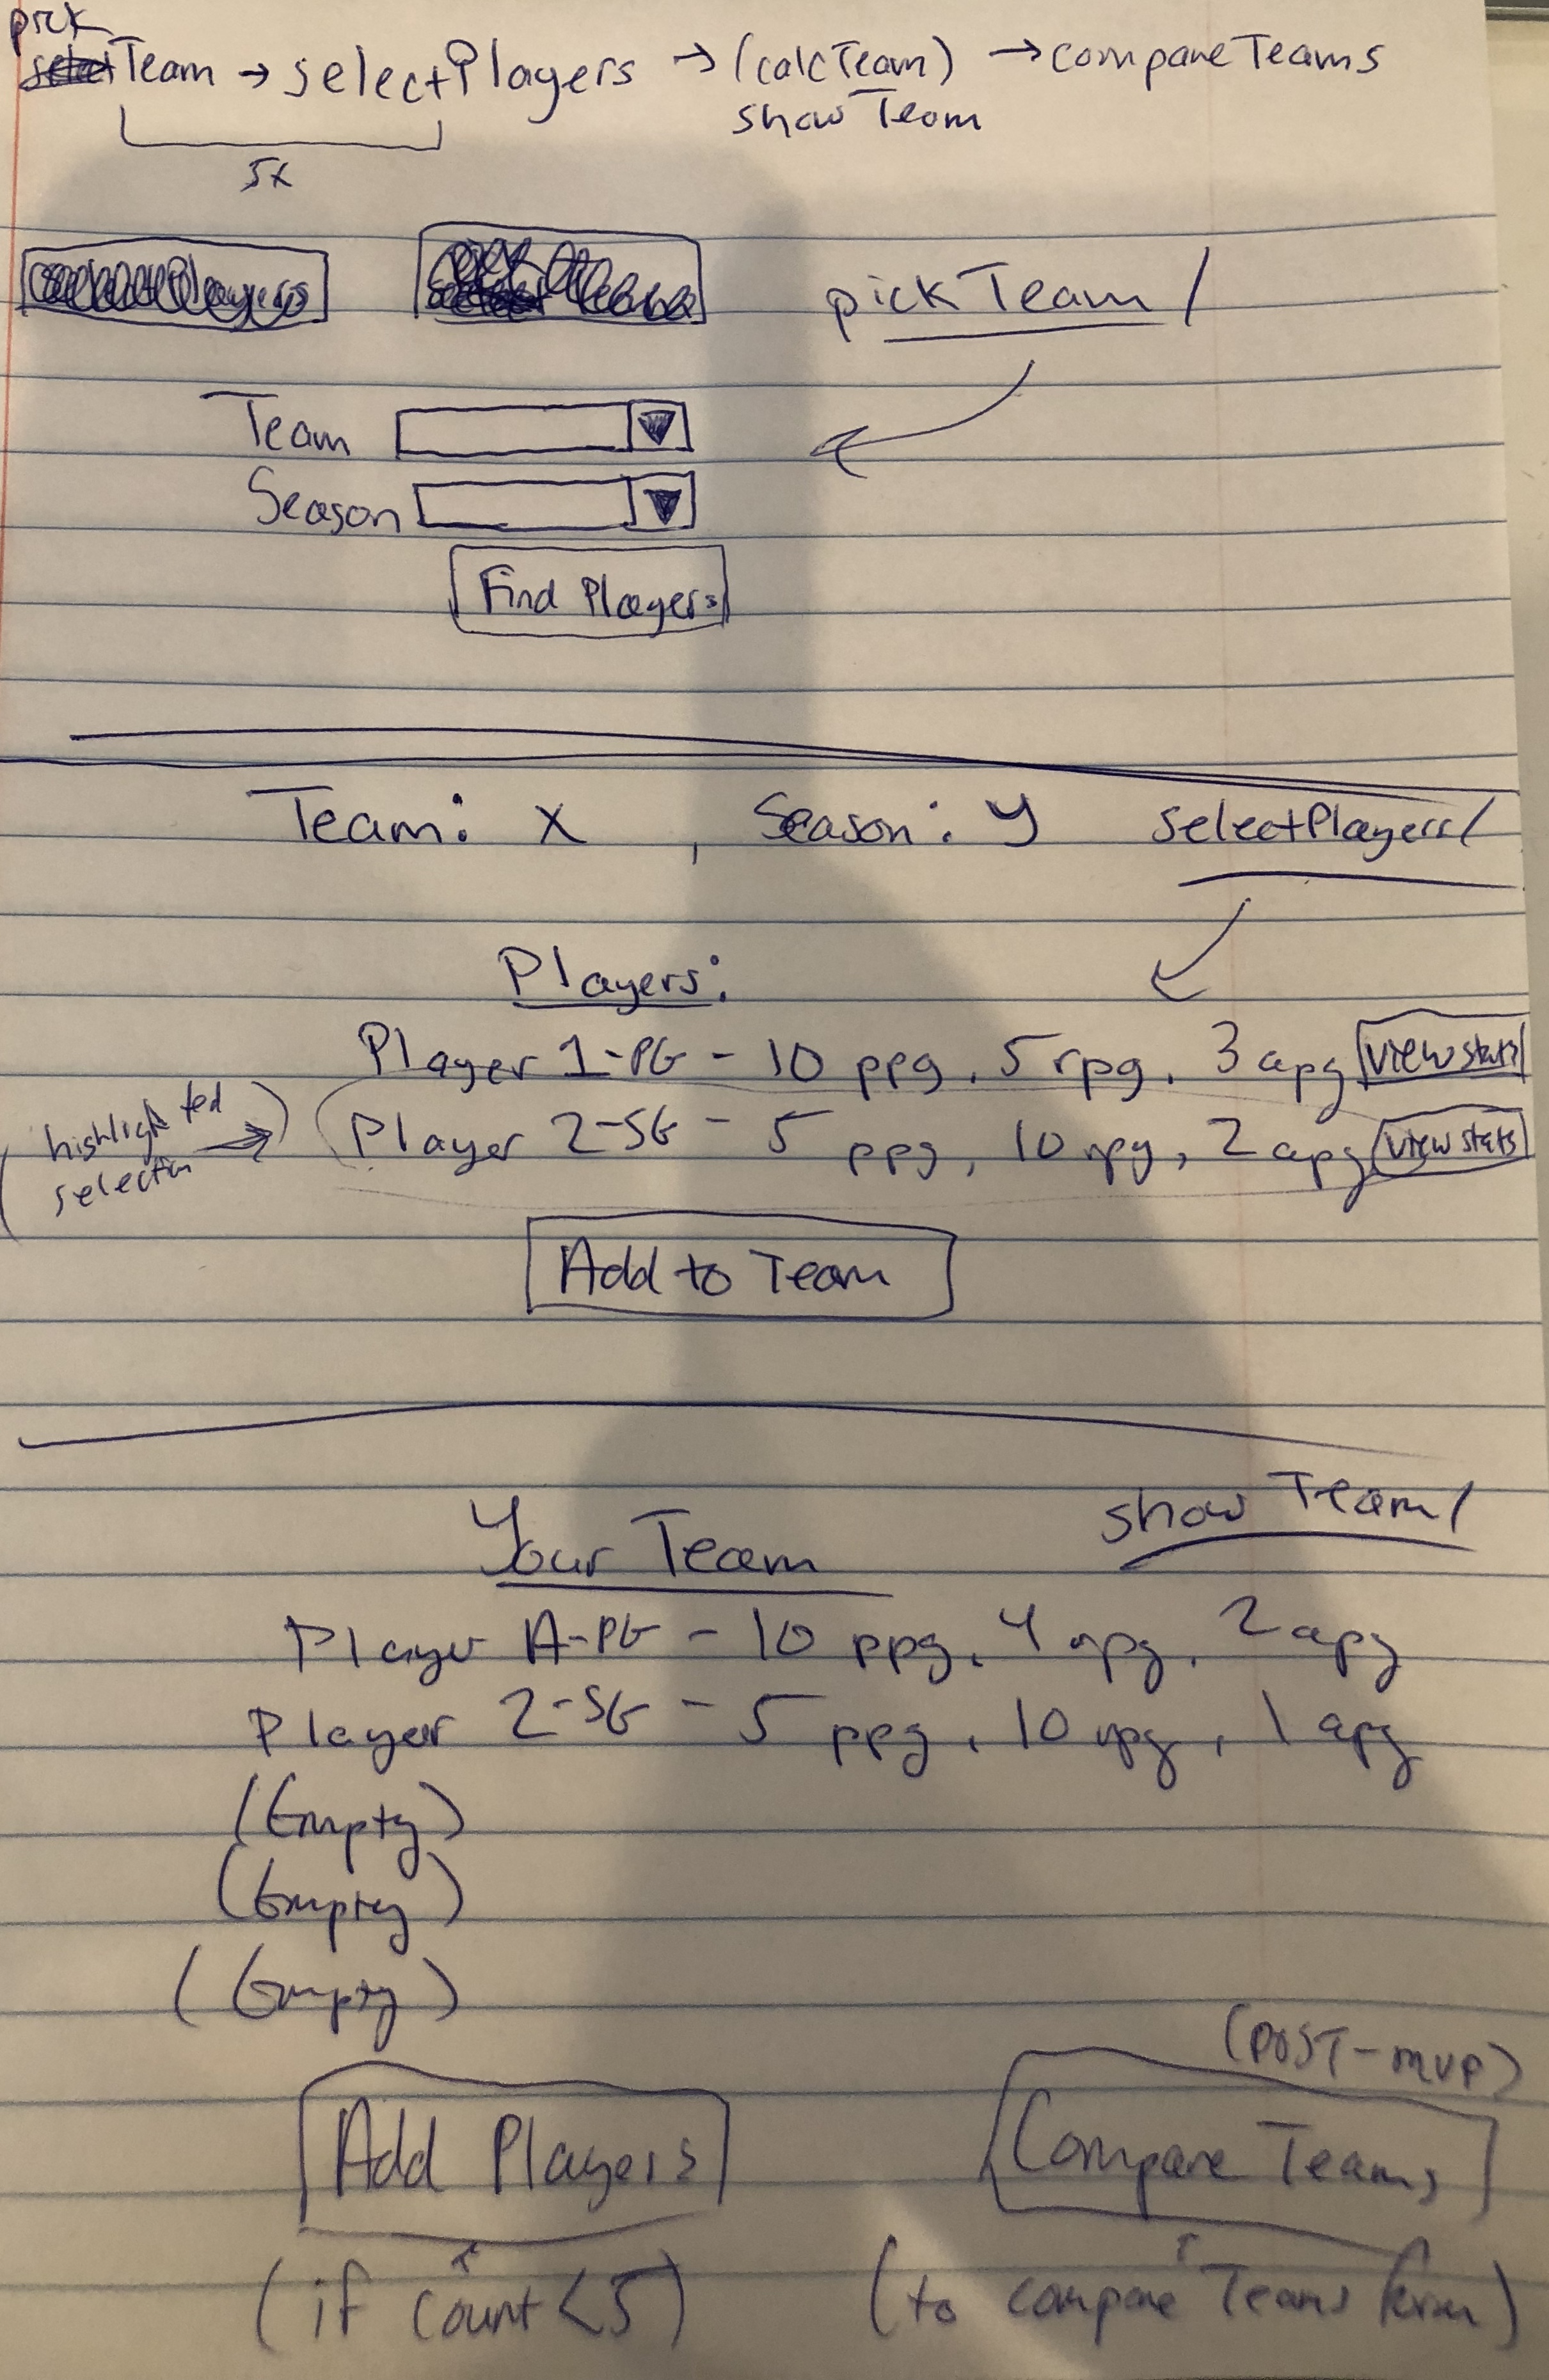 pick
Team → selectPlayers → (calcTeam) → compareTeams
showTeam
5x
pickTeam/
Team
Season
Find Players
Team: X , Season: Y selectPlayers/
Players:
Player 1-PG - 10 ppg, 5 rpg, 3 apg view stats
(highlighted selection →) Player 2-SG - 5 ppg, 10 rpg, 2 apg view stats
Add to Team
showTeam/
Your Team
Player A-PG - 10 ppg, 4 rpg, 2 apg
Player 2-SG - 5 ppg, 10 rpg, 1 apg
(Empty)
(Empty)
(Empty)
(POST-MVP)
Add Players Compare Teams
(if count < 5) (to compare Teams form)